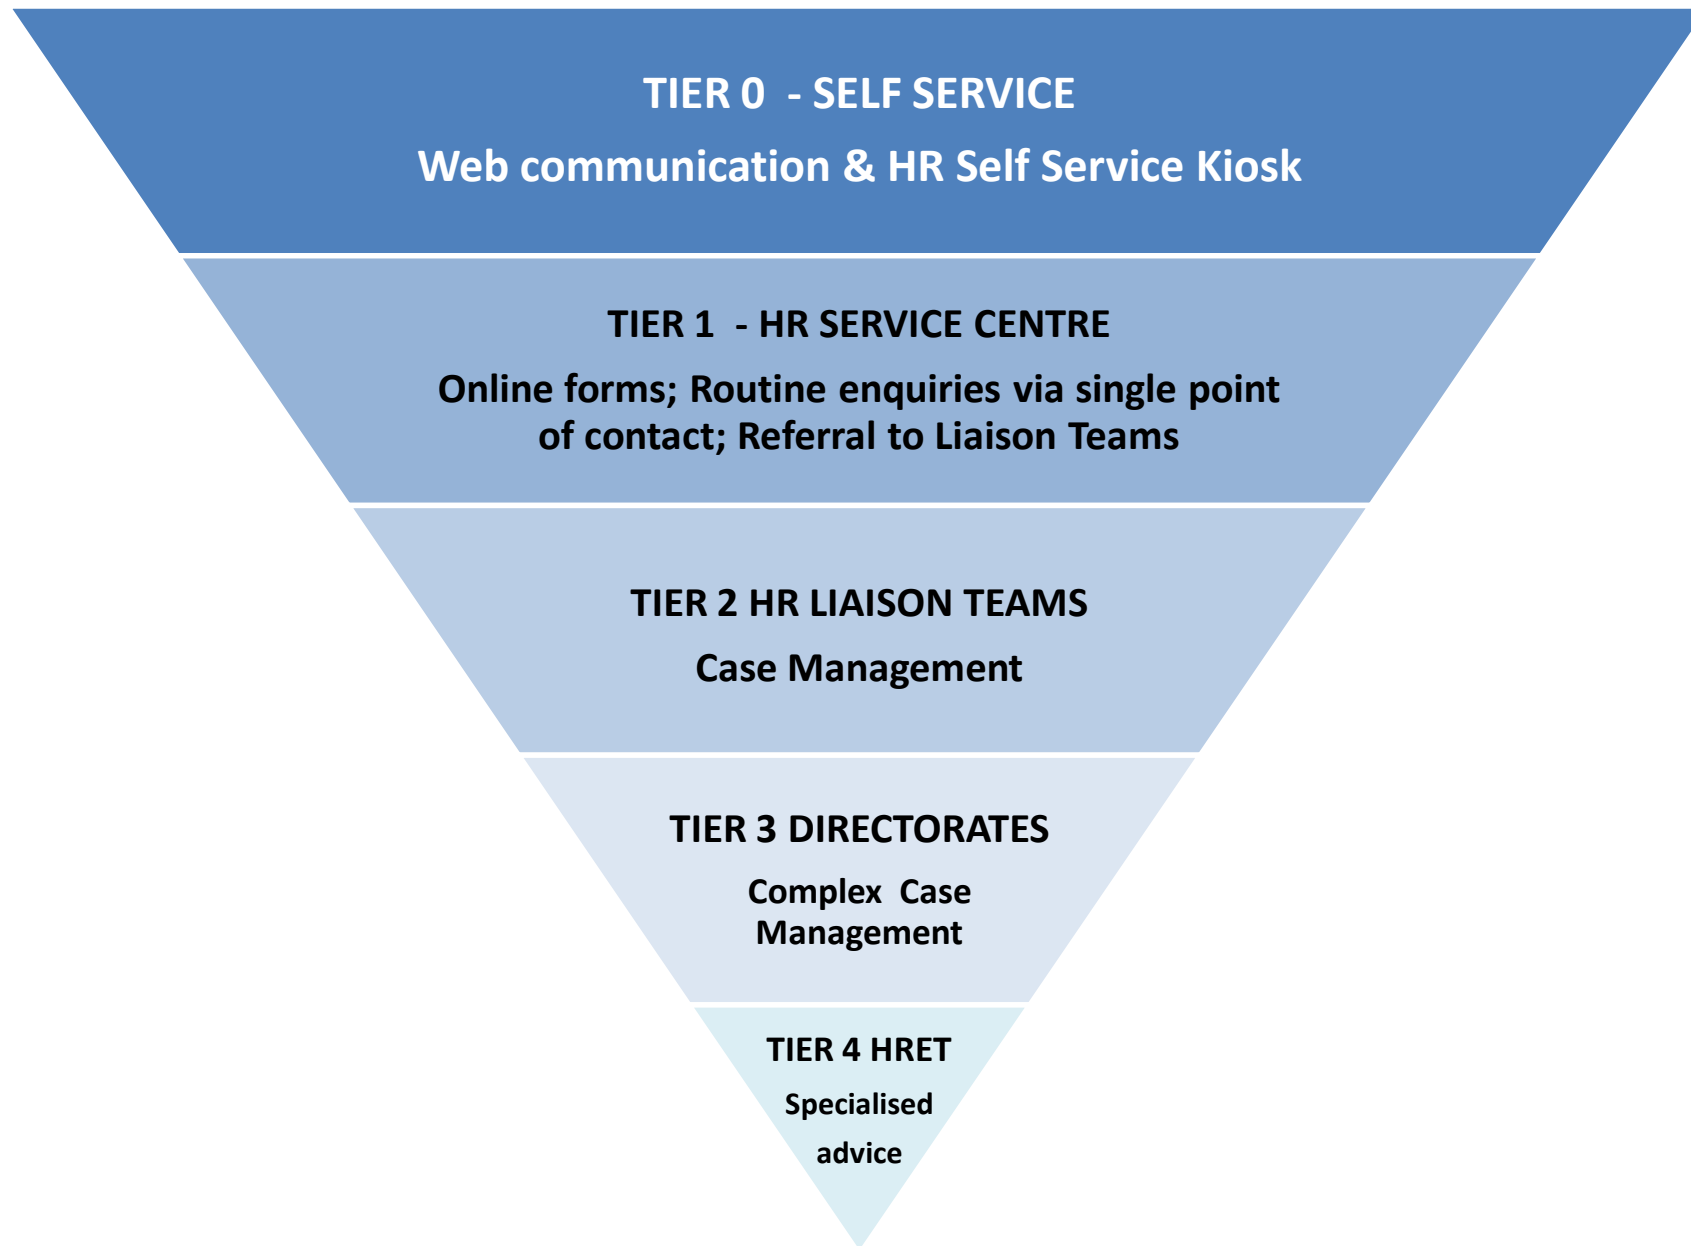 TIER 0 - SELF SERVICE
Web communication & HR Self Service Kiosk
TIER 1 - HR SERVICE CENTRE
Online forms; Routine enquiries via single point
of contact; Referral to Liaison Teams
TIER 2 HR LIAISON TEAMS
Case Management
TIER 3 DIRECTORATES
Complex Case
Management
TIER 4 HRET
Specialised
advice